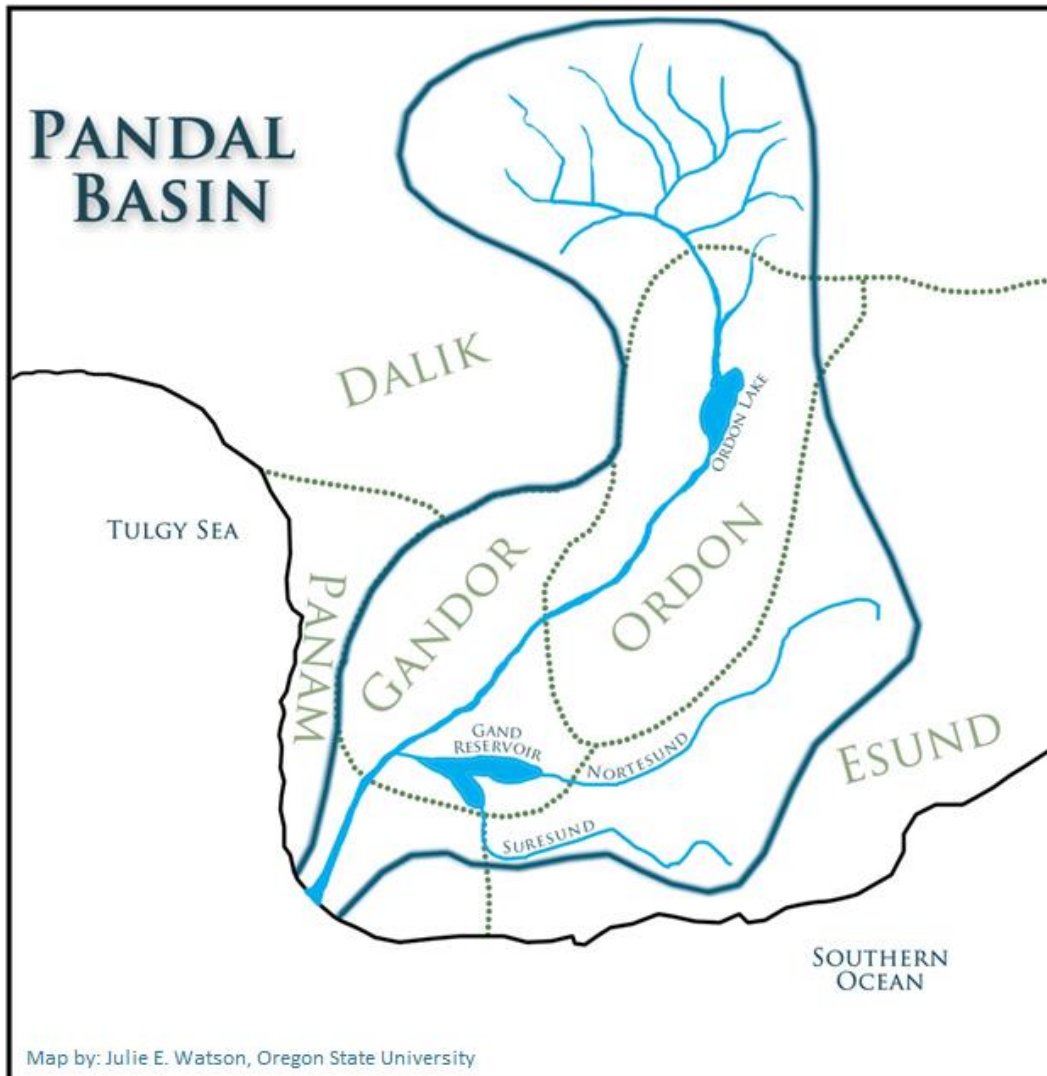 PANDAL
BASIN
DALIK
ORDON LAKE
TULGY SEA
PANAM
GANDOR
ORDON
GAND
RESERVOIR
NORTESUND
ESUND
SURESUND
SOUTHERN
OCEAN
Map by: Julie E. Watson, Oregon State University